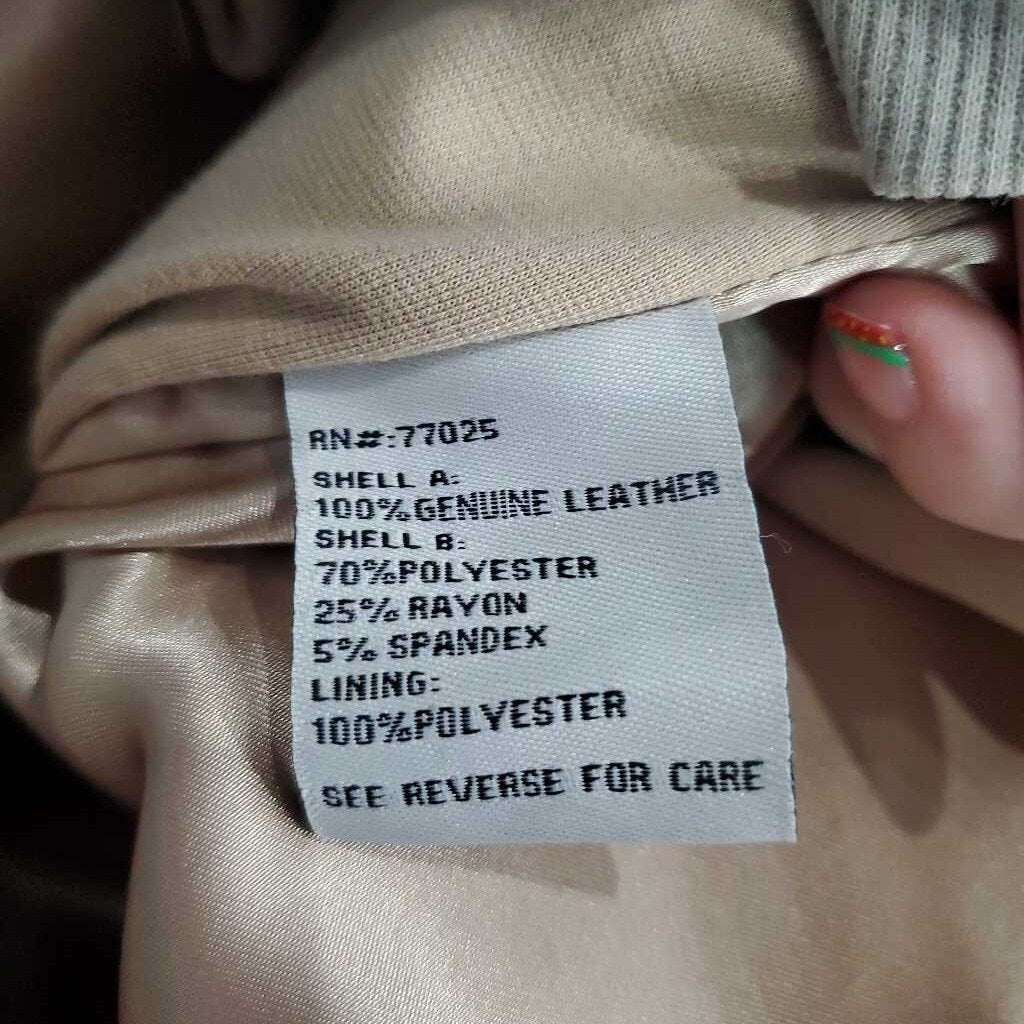 RN#:77025
SHELL A:
100%GENUINE LEATHER
SHELL B:
70%POLYESTER
25% RAYON
5% SPANDEX
LINING:
100%POLYESTER
SEE REVERSE FOR CARE